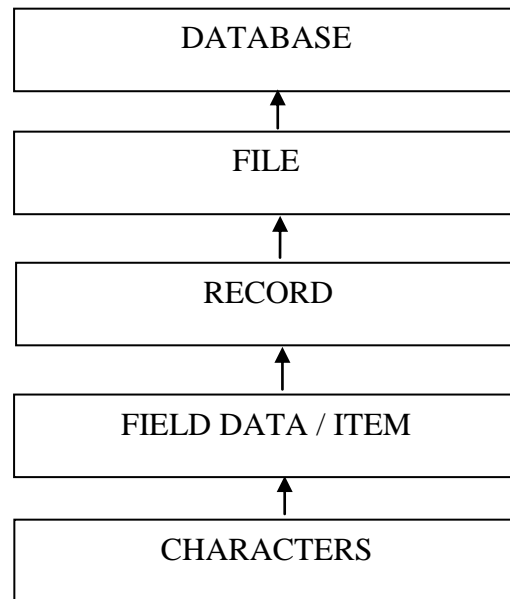 DATABASE
FILE
RECORD
FIELD DATA / ITEM
CHARACTERS